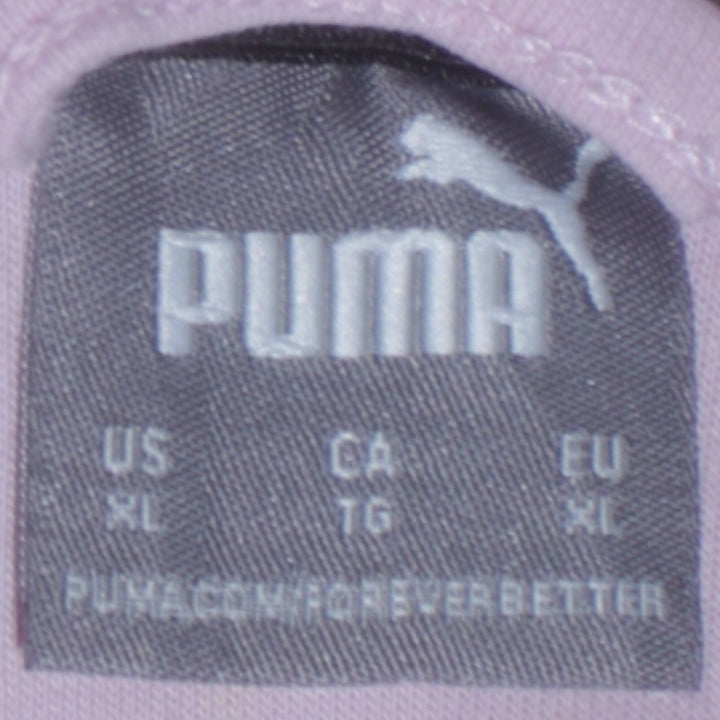 PUMA
US CA EU
XL TG XL
PUMA.COM/FOREVERBETTER